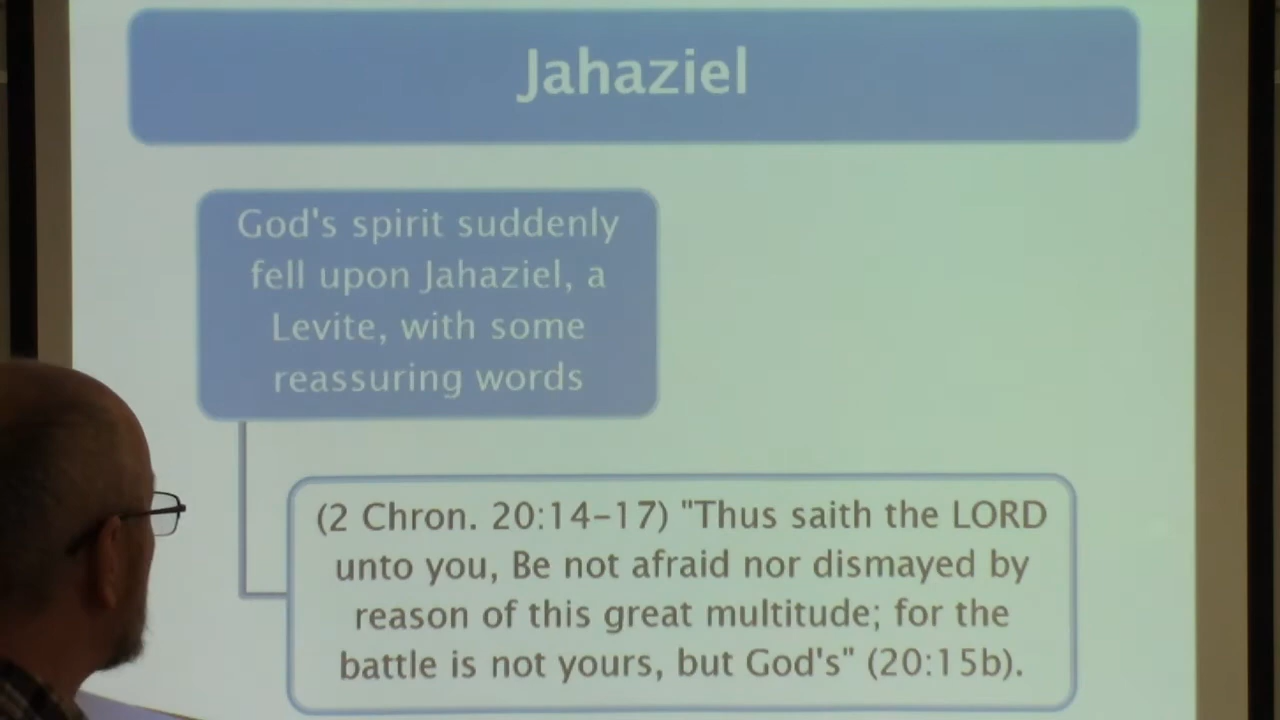 Jahaziel
God's spirit suddenly
fell upon Jahaziel, a
Levite, with some
reassuring words
(2 Chron. 20:14-17) "Thus saith the LORD
unto you, Be not afraid nor dismayed by
reason of this great multitude; for the
battle is not yours, but God's" (20:15b).